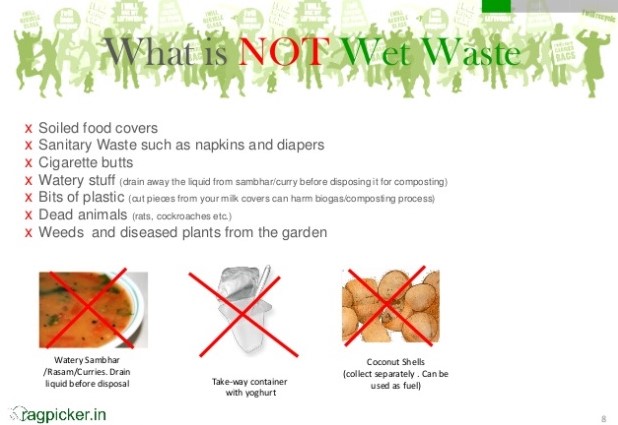 What is NOT Wet Waste
x Soiled food covers
x Sanitary Waste such as napkins and diapers
x Cigarette butts
x Watery stuff (drain away the liquid from sambhar/curry before disposing it for composting)
x Bits of plastic (cut pieces from your milk covers can harm biogas/composting process)
x Dead animals (rats, cockroaches etc.)
x Weeds and diseased plants from the garden
Watery Sambhar
/Rasam/Curries. Drain
liquid before disposal
Take-way container
with yoghurt
Coconut Shells
(collect separately . Can be
used as fuel)
ragpicker.in
8